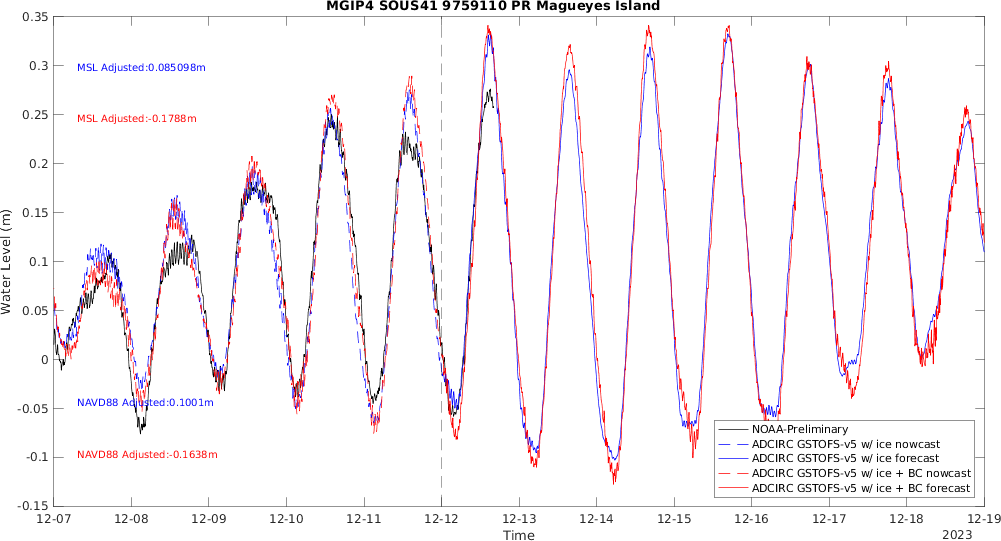 MGIP4 SOUS41 9759110 PR Magueyes Island
0.35
0.3
0.25
0.2
0.15
0.1
0.05
0
-0.05
-0.1
-0.15
Water Level (m)
MSL Adjusted:0.085098m
MSL Adjusted:-0.1788m
NAVD88 Adjusted:0.1001m
NAVD88 Adjusted:-0.1638m
NOAA-Preliminary
ADCIRC GSTOFS-v5 w/ ice nowcast
ADCIRC GSTOFS-v5 w/ ice forecast
ADCIRC GSTOFS-v5 w/ ice + BC nowcast
ADCIRC GSTOFS-v5 w/ ice + BC forecast
12-07 12-08 12-09 12-10 12-11 12-12 12-13 12-14 12-15 12-16 12-17 12-18 12-19
Time
2023